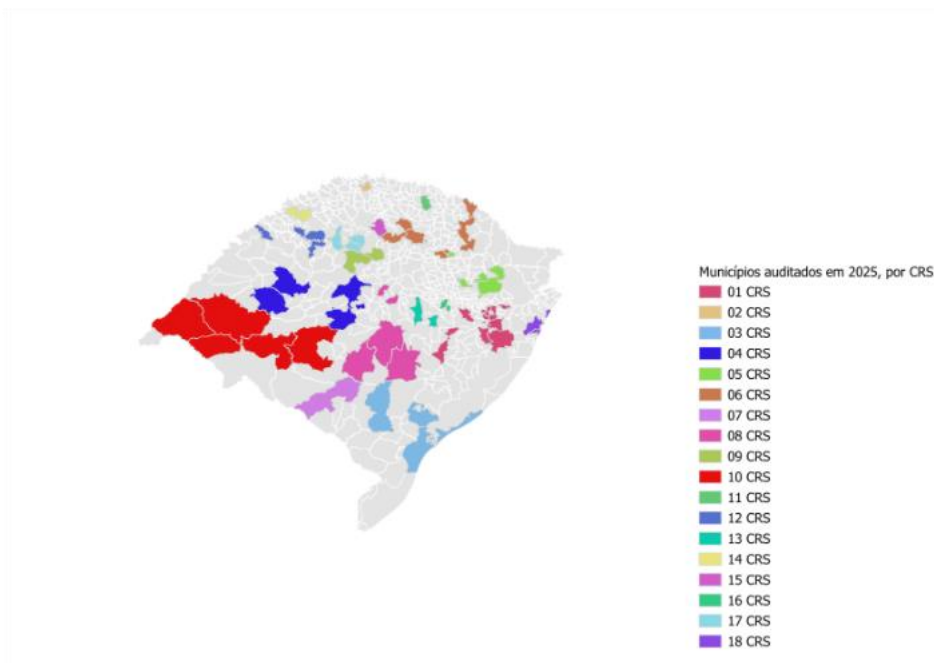 Municípios auditados em 2025, por CRS
01 CRS
02 CRS
03 CRS
04 CRS
05 CRS
06 CRS
07 CRS
08 CRS
09 CRS
10 CRS
11 CRS
12 CRS
13 CRS
14 CRS
15 CRS
16 CRS
17 CRS
18 CRS